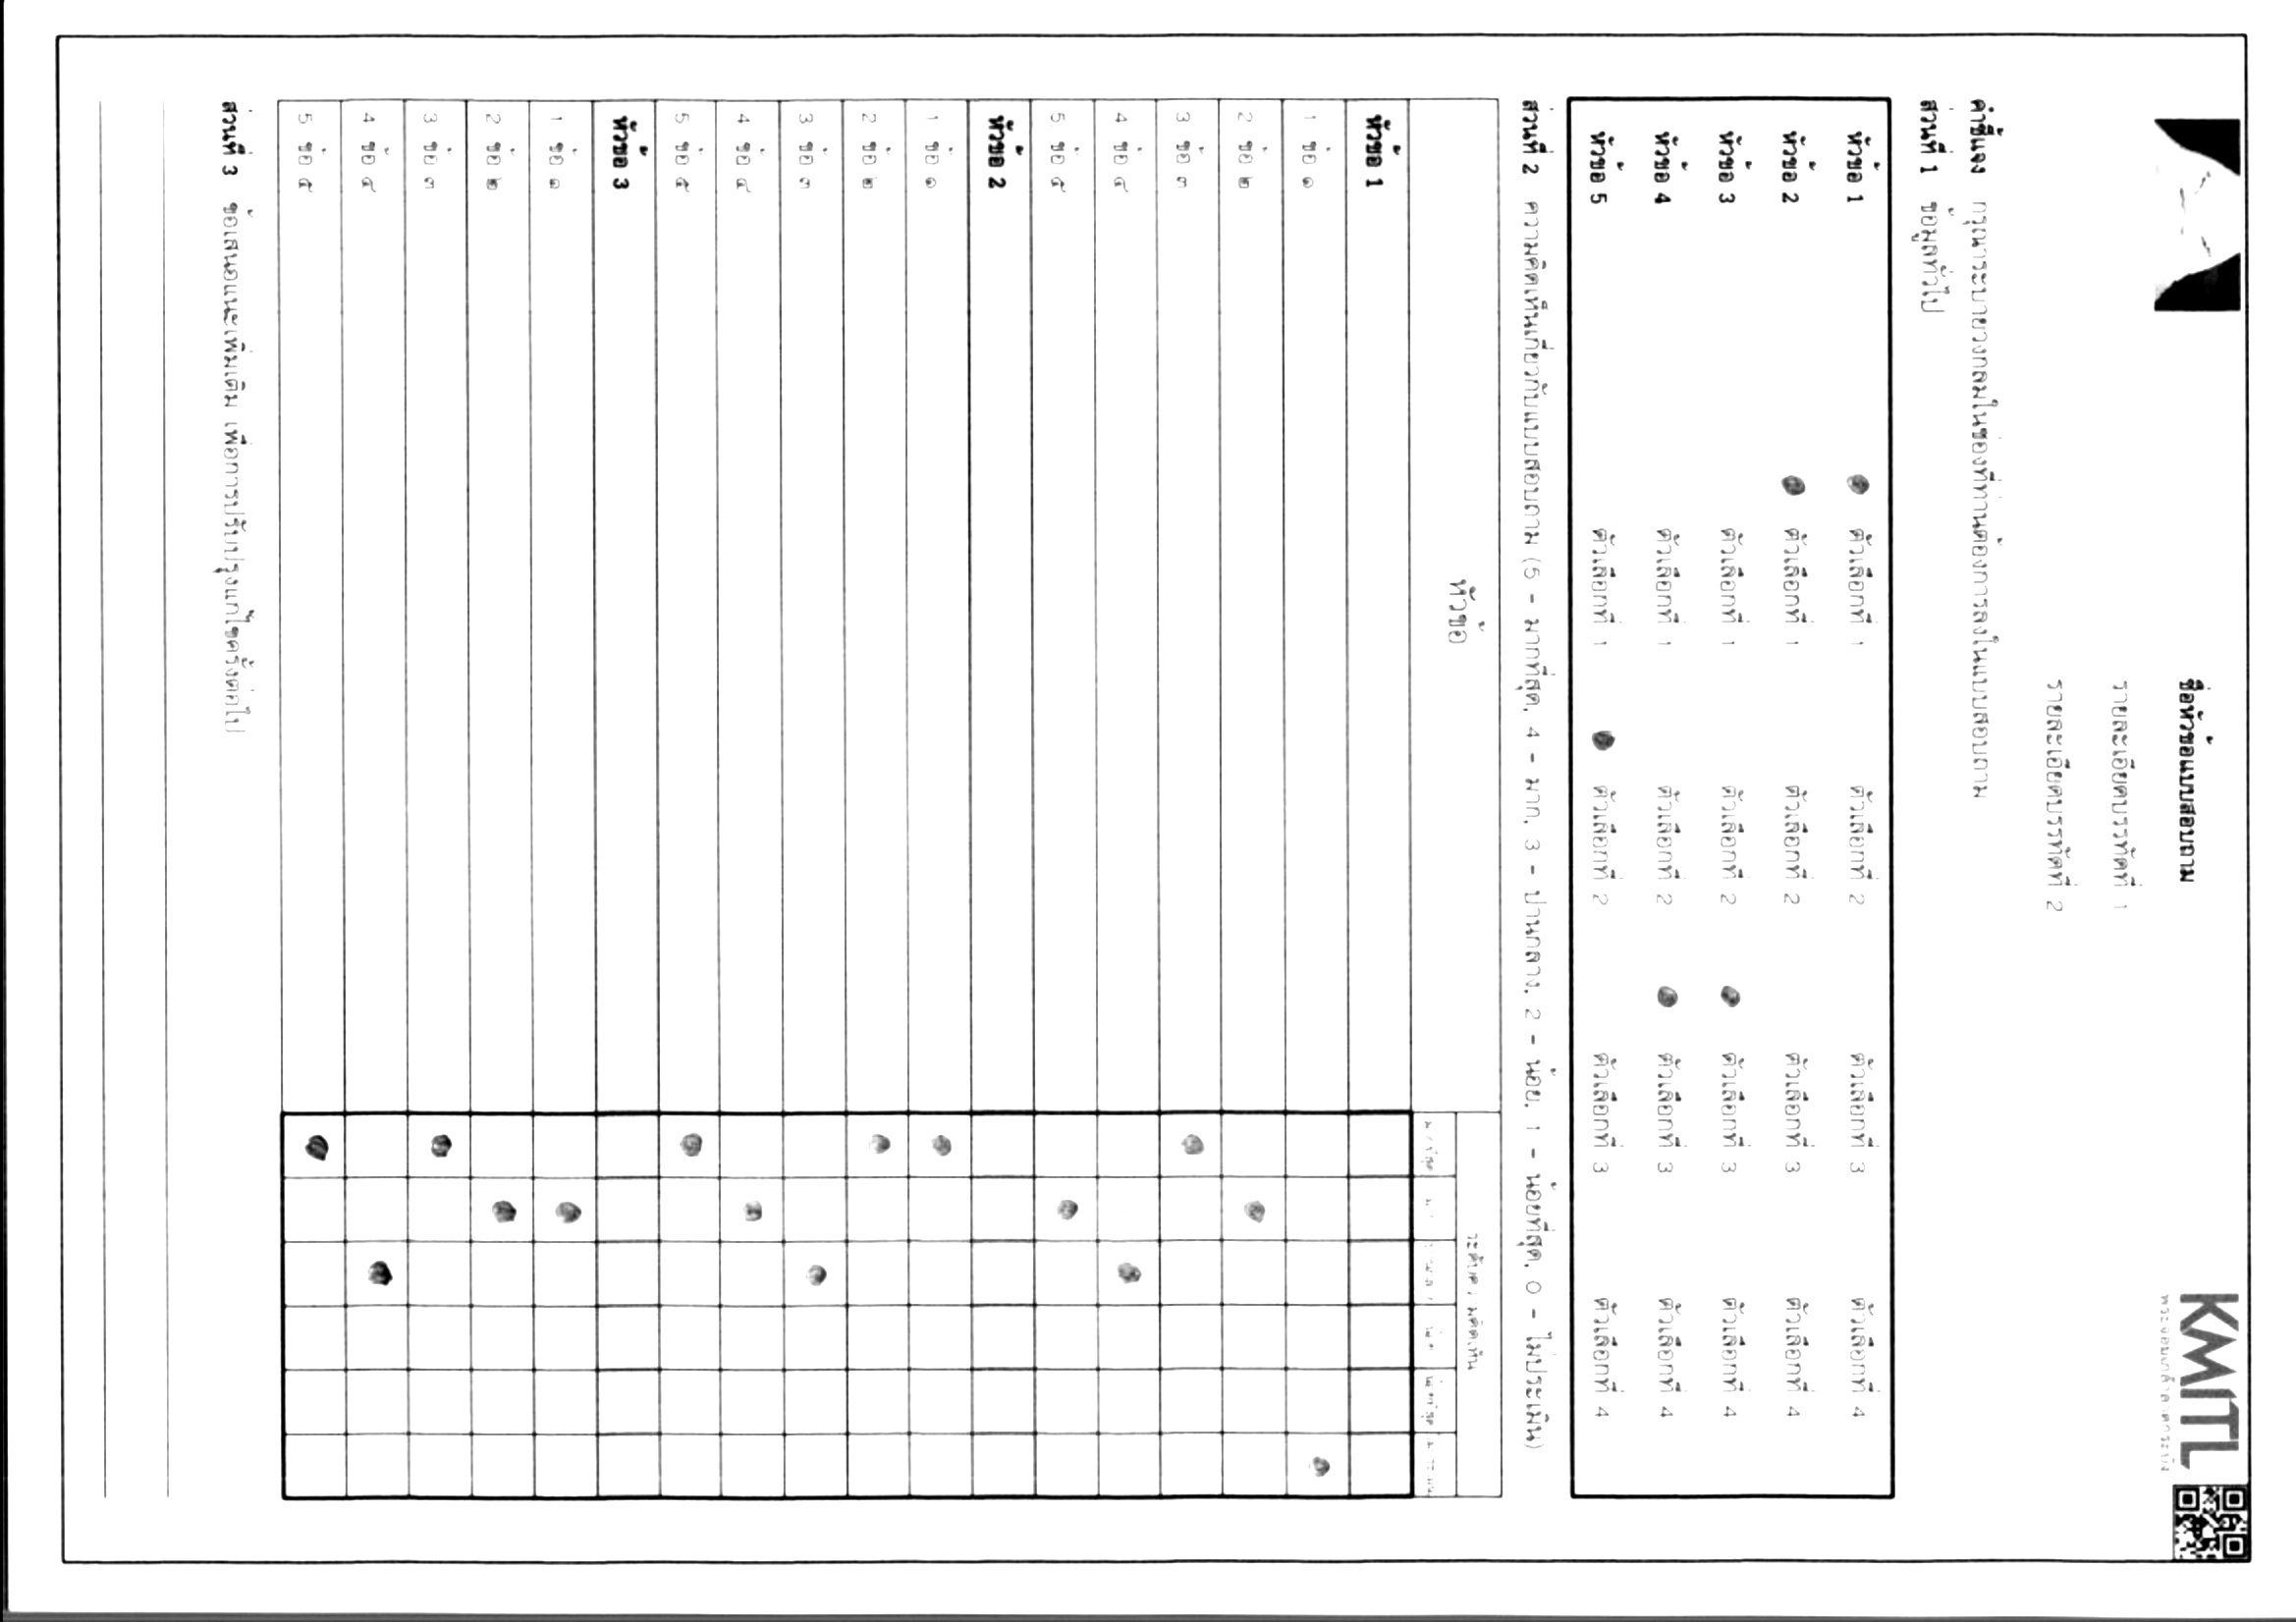 KMITL
ชื่อหัวข้อแบบสอบถาม
รายละเอียดบรรทัดที่ 1
รายละเอียดบรรทัดที่ 2
คำชี้แจง กรุณาระบายวงกลมในช่องที่ท่านต้องการลงในแบบสอบถาม
ส่วนที่ 1 ข้อมูลทั่วไป
หัวข้อ 1 ตัวเลือกที่ 1 ตัวเลือกที่ 2 ตัวเลือกที่ 3 ตัวเลือกที่ 4
หัวข้อ 2 ตัวเลือกที่ 1 ตัวเลือกที่ 2 ตัวเลือกที่ 3 ตัวเลือกที่ 4
หัวข้อ 3 ตัวเลือกที่ 1 ตัวเลือกที่ 2 ตัวเลือกที่ 3 ตัวเลือกที่ 4
หัวข้อ 4 ตัวเลือกที่ 1 ตัวเลือกที่ 2 ตัวเลือกที่ 3 ตัวเลือกที่ 4
หัวข้อ 5 ตัวเลือกที่ 1 ตัวเลือกที่ 2 ตัวเลือกที่ 3 ตัวเลือกที่ 4
ส่วนที่ 2 ความคิดเห็นเกี่ยวกับแบบสอบถาม (5 - มากที่สุด, 4 - มาก, 3 - ปานกลาง, 2 - น้อย, 1 - น้อยที่สุด, 0 - ไม่ประเมิน)
หัวข้อ ระดับความคิดเห็น
หัวข้อ 1
1 ข้อ ๑
2 ข้อ ๒
3 ข้อ ๓
4 ข้อ ๔
5 ข้อ ๕
หัวข้อ 2
1 ข้อ ๑
2 ข้อ ๒
3 ข้อ ๓
4 ข้อ ๔
5 ข้อ ๕
หัวข้อ 3
1 ข้อ ๑
2 ข้อ ๒
3 ข้อ ๓
4 ข้อ ๔
5 ข้อ ๕
ส่วนที่ 3 ข้อเสนอแนะเพิ่มเติม เพื่อการปรับปรุงแก้ไขครั้งต่อไป